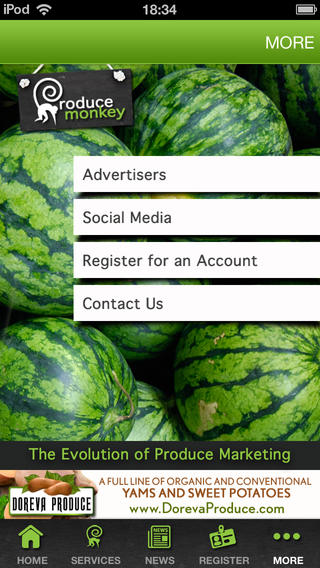 iPod 18:34
MORE
Produce
monkey
Advertisers
Social Media
Register for an Account
Contact Us
The Evolution of Produce Marketing
DOREVA PRODUCE
A FULL LINE OF ORGANIC AND CONVENTIONAL
YAMS AND SWEET POTATOES
www.DorevaProduce.com
NEWS
HOME SERVICES NEWS REGISTER MORE